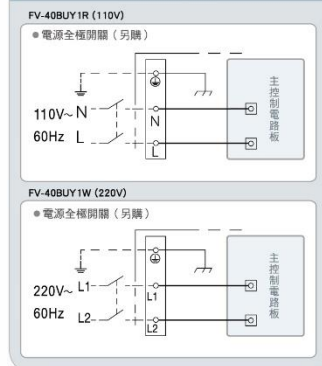 FV-40BUY1R (110V)
●電源全極開關（另購）
110V~ N
60Hz L
N
L
主控制電路板
FV-40BUY1W (220V)
●電源全極開關（另購）
220V~ L1
60Hz L2
L1
L2
主控制電路板